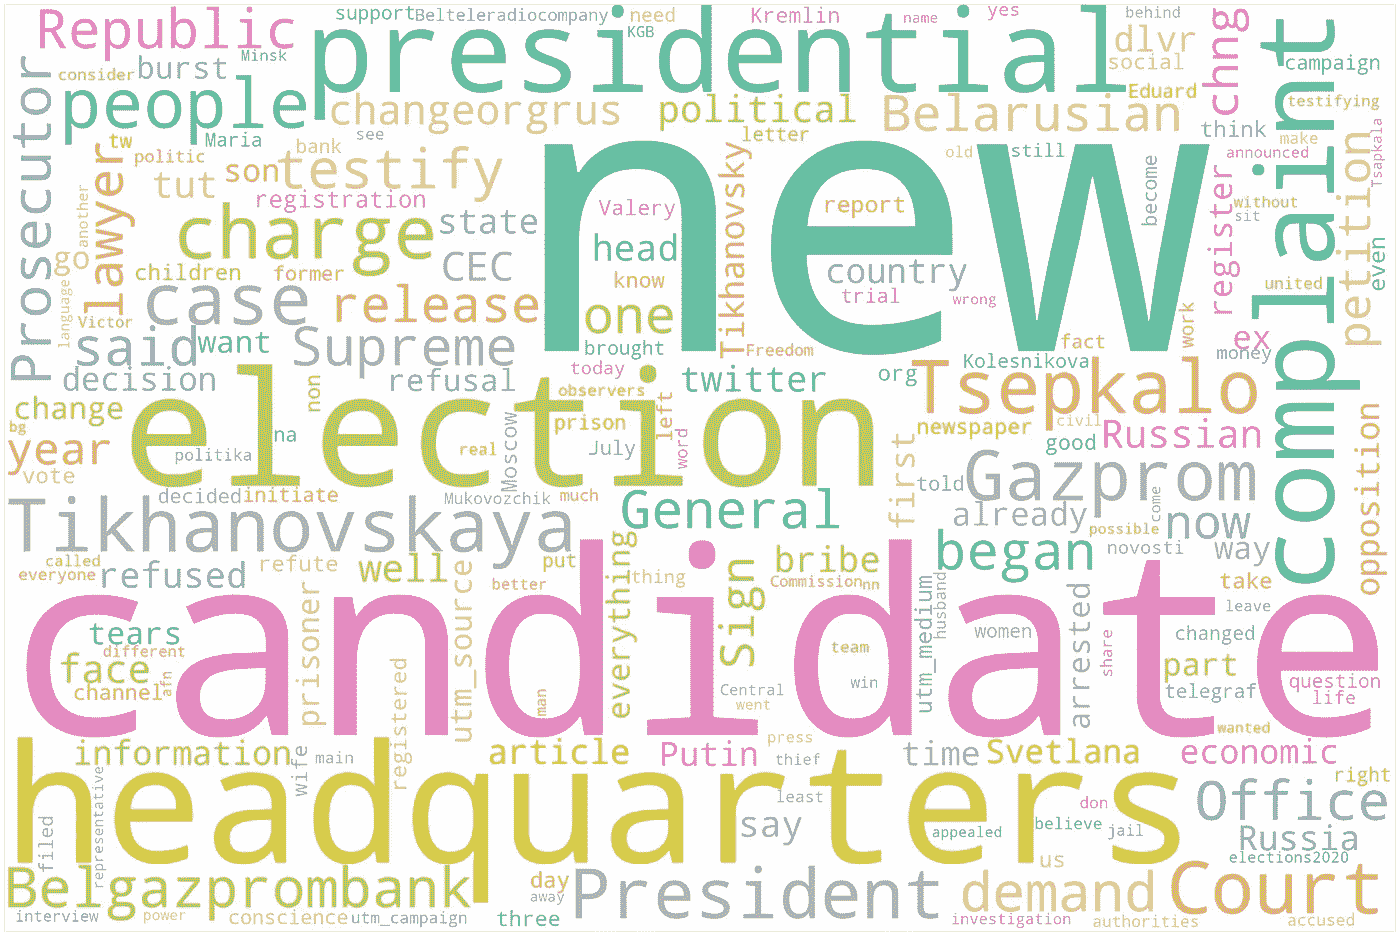 Republic
support
Belteleradiocompany
need
Kremlin
name
yes
behind
KGB
presidential
Minsk
consider
burst
dlvr
social
chng
complaint
campaign
people
Maria
changeorgrus
political
Eduard
Belarusian
testifying
see
letter
think
make
Prosecutor
tw
politic
bank
lawyer
tut
son
testify
Tikhanovsky
new
old
still
become
announced
petition
Tsapkala
another
registration
Valery
report
register
without
sit
charge
state
head
country
go
children
former
CEC
know
trial
wrong
united
even
language
Victor
case
release
one
work
said
want
Supreme
brought
Freedom
fact
ex
money
today
org
Kolesnikova
decision
refusal
observers
twitter
Tsepkalo
change
non
election
prison
left
newspaper
civil
bg
na
year
politika
real
Moscow
July
word
good
Russian
vote
first
told
Gazprom
opposition
decided
initiate
Mukovozchik
much
General
already
possible
come
now
Tikhanovskaya
began
novosti
way
called
everyone
refused
refute
well
put
everything
thing
Sign
bribe
Commission
nn
better
take
candidate
tears
different
face
channel
afn
prisoner
registered
utm_source
man
Central
went
team
win
utm_medium
husband
women
arrested
share
leave
changed
part
telegraf
question
life
wanted
information
wife
main
article
Putin
press
thief
time
Svetlana
economic
right
headquarters
least
Office
filed
representative
say
don
appealed
believe
jail
Russia
elections2020
us
Belgazprombank
day
away
President
demand
Court
interview
power
conscience
utm_campaign
three
investigation
authorities
accused